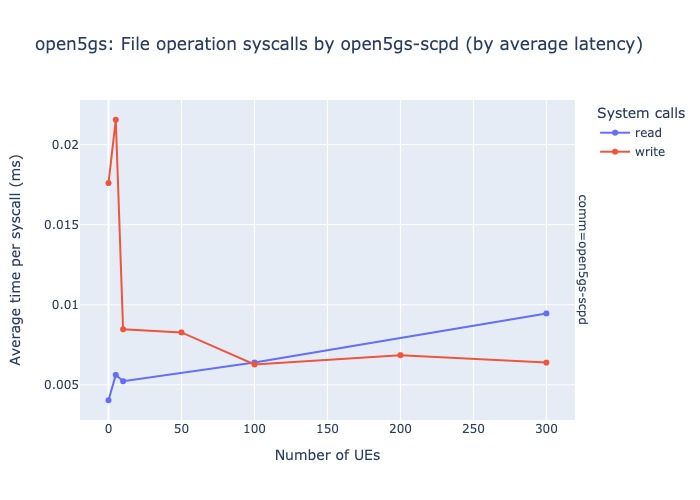 open5gs: File operation syscalls by open5gs-scpd (by average latency)
System calls
read
write
Average time per syscall (ms)
0.02
0.015
0.01
0.005
comm=open5gs-scpd
0 50 100 150 200 250 300
Number of UEs